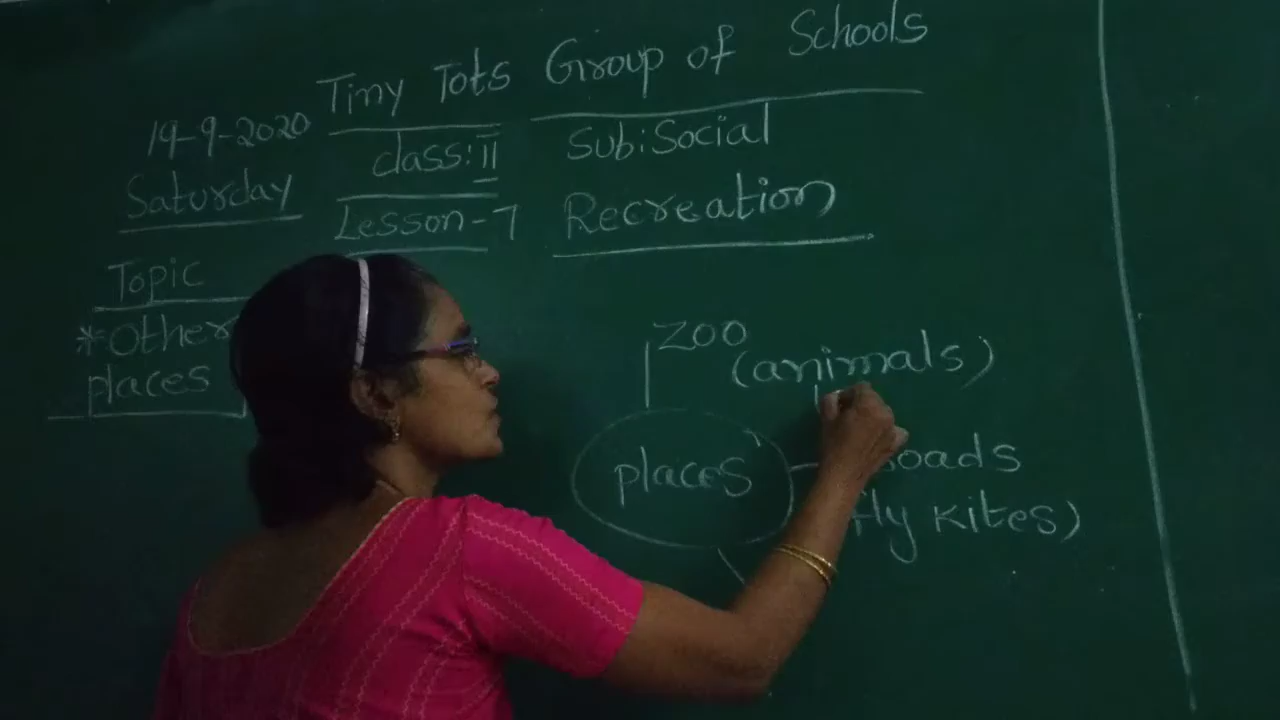 Tiny Tots Group of Schools
19-9-2020
Saturday
class: II
Sub: Social
Lesson-7
Recreation
Topic
*Other
places
ZOO
(animals)
places
fly kites)